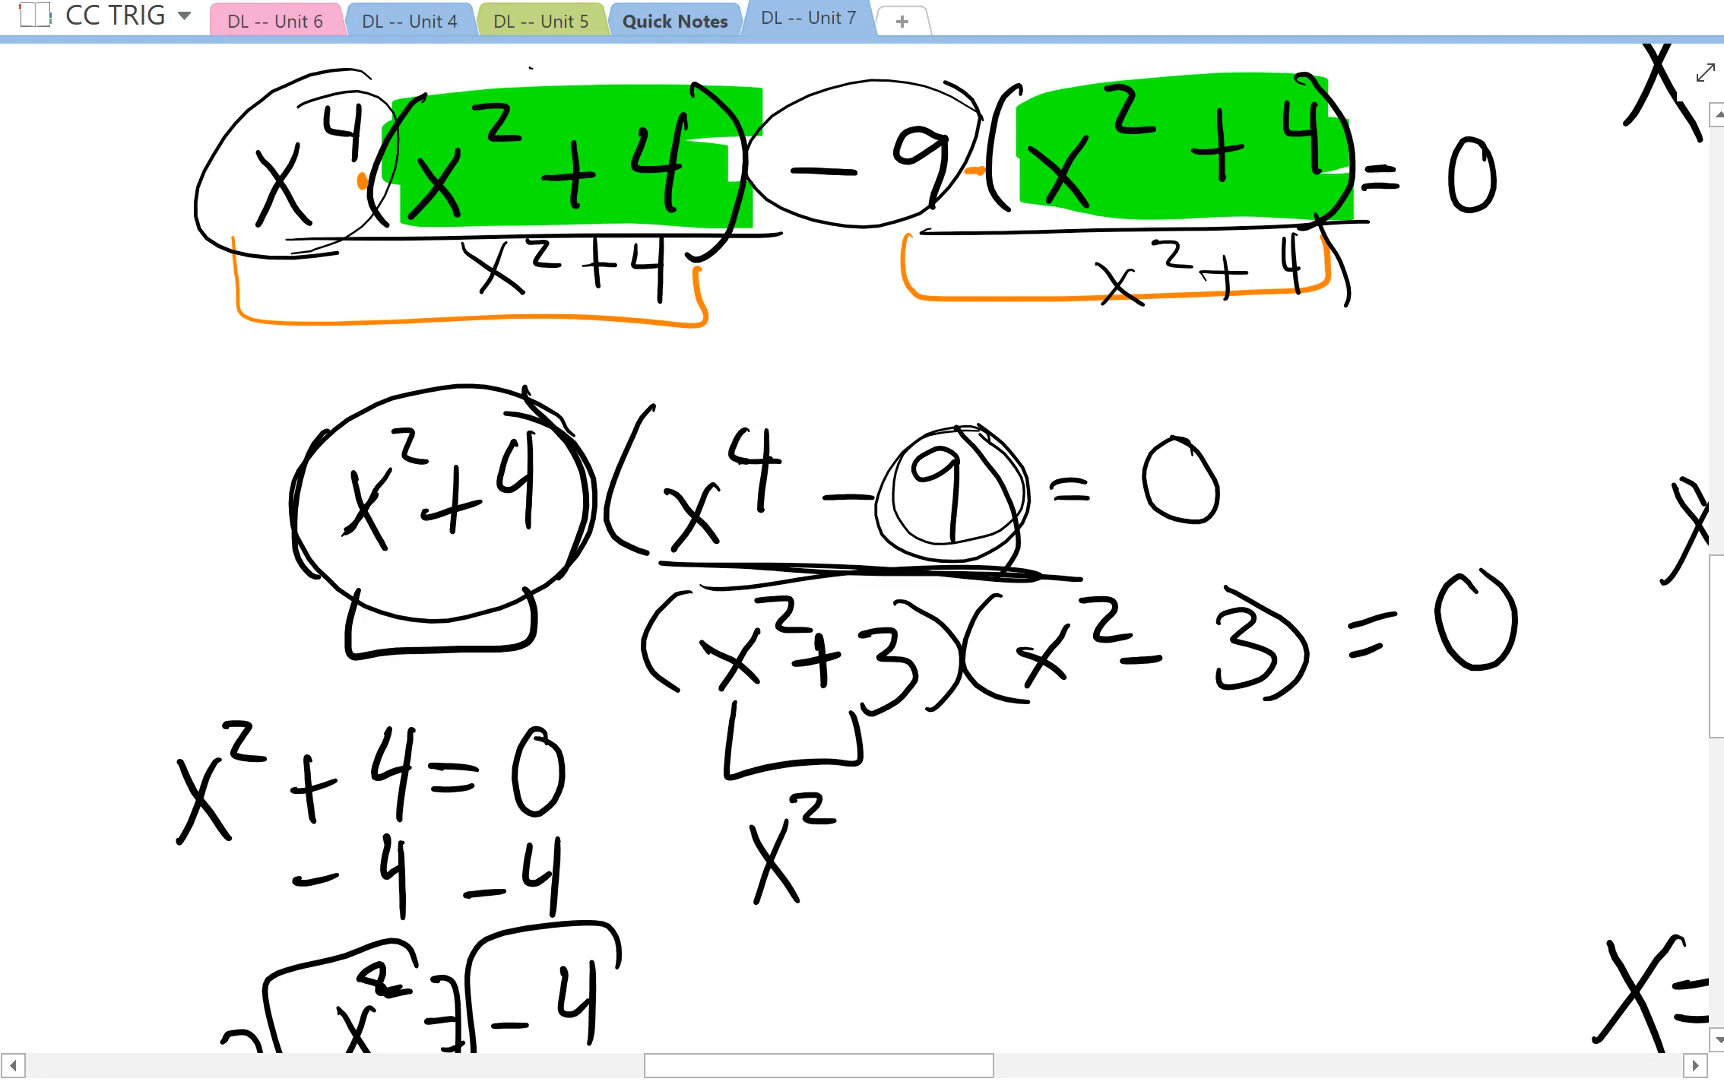 CC TRIG DL -- Unit 6 DL -- Unit 4 DL -- Unit 5 Quick Notes DL -- Unit 7 +
x⁴·(x² + 4) - 9·(x² + 4) = 0
x² + 4 x² + 4
(x² + 4)(x⁴ - 9) = 0
(x² + 3)(x² - 3) = 0
x² + 4 = 0
x²
- 4 - 4
x² = - 4
x
x
x =